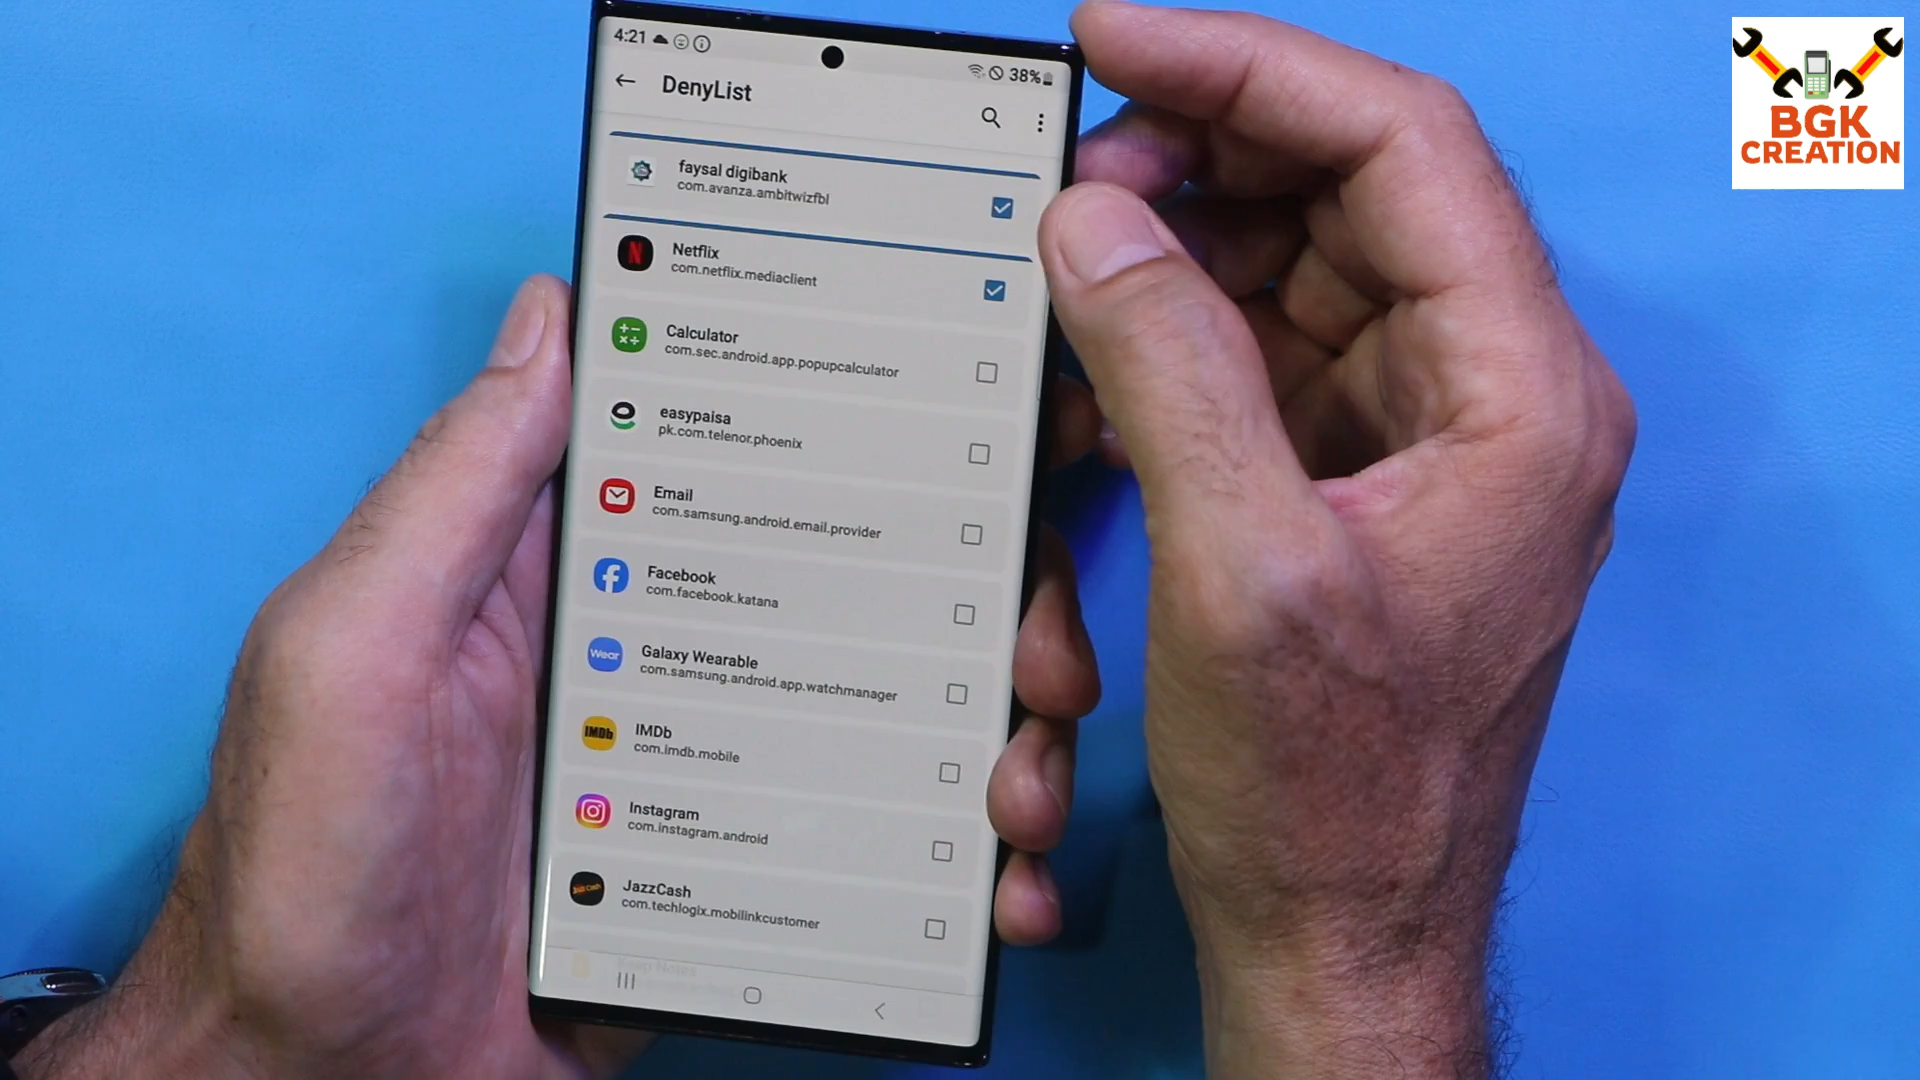 4:21
38%
DenyList
faysal digibank
com.avanza.ambitwizfbl
Netflix
com.netflix.mediaclient
Calculator
com.sec.android.app.popupcalculator
easypaisa
pk.com.telenor.phoenix
Email
com.samsung.android.email.provider
Facebook
com.facebook.katana
Wear
Galaxy Wearable
com.samsung.android.app.watchmanager
IMDb
IMDb
com.imdb.mobile
Instagram
com.instagram.android
JazzCash
com.techlogix.mobilinkcustomer
Keep Notes
BGK
CREATION